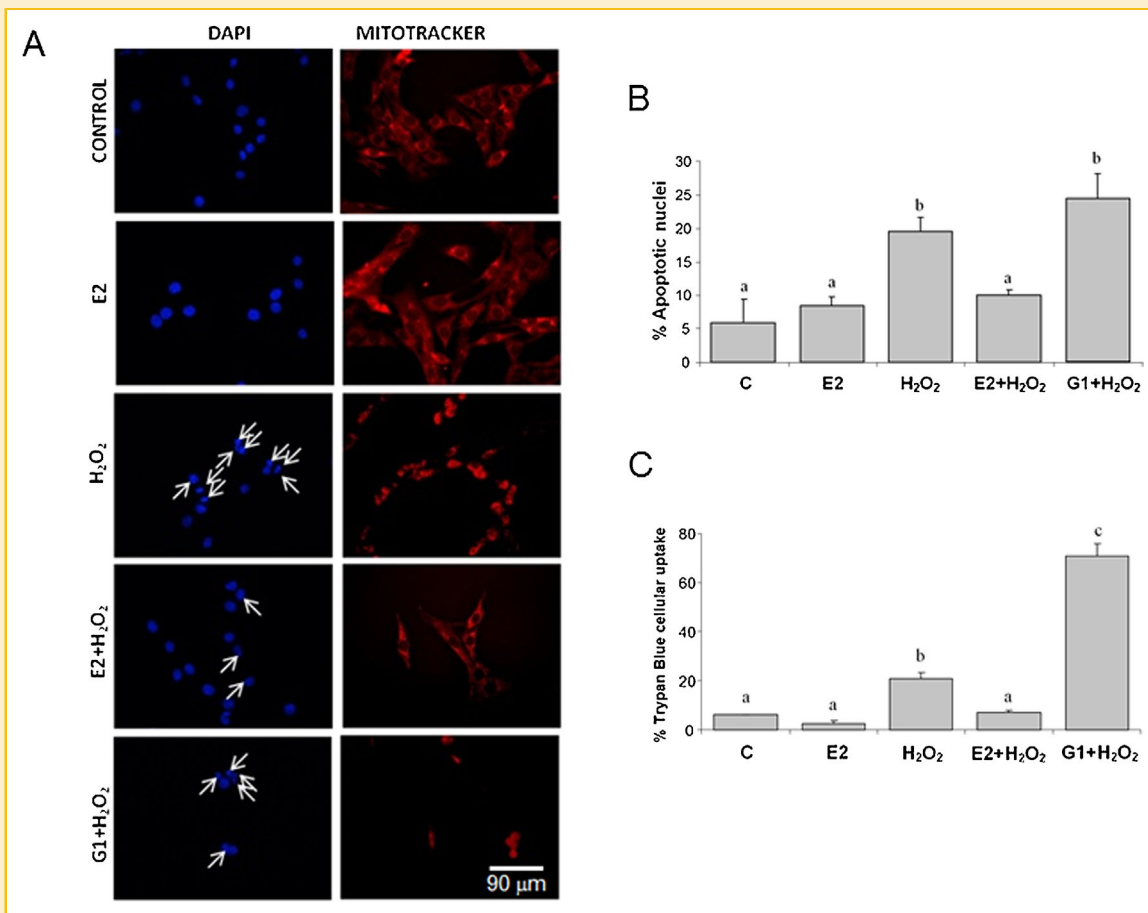 A
DAPI MITOTRACKER
CONTROL
E2
H₂O₂
E2+H₂O₂
G1+H₂O₂
90 µm
B
% Apoptotic nuclei
30
25
20
15
10
5
0
a
a
b
a
b
C E2 H₂O₂ E2+H₂O₂ G1+H₂O₂
C
% Trypan Blue cellular uptake
80
60
40
20
0
a
a
b
a
c
C E2 H₂O₂ E2+H₂O₂ G1+H₂O₂